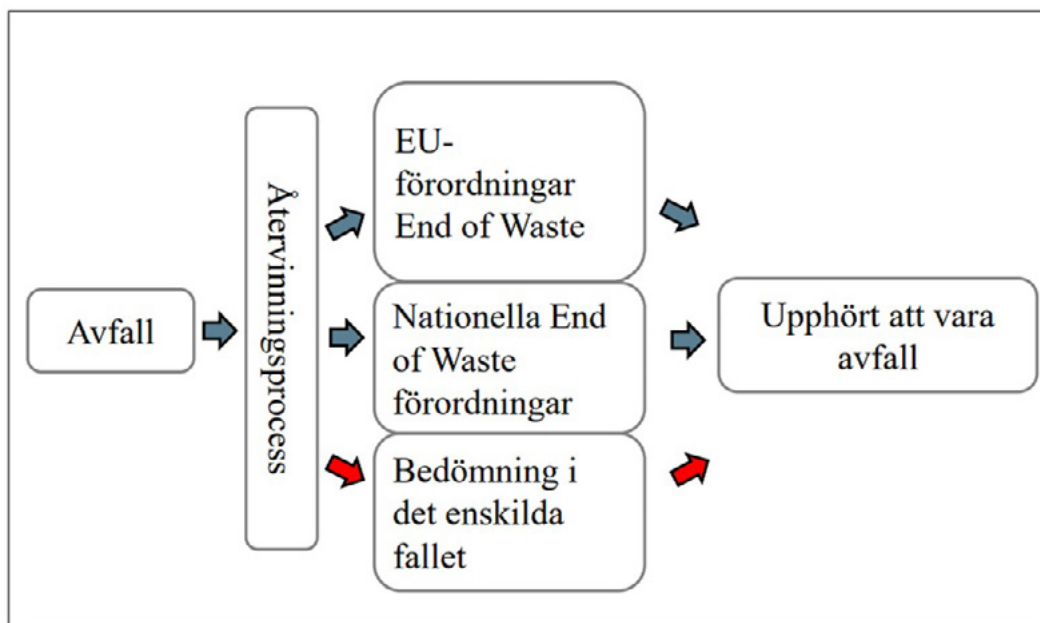 Avfall
Återvinningsprocess
EU-
förordningar
End of Waste
Nationella End
of Waste
förordningar
Bedömning i
det enskilda
fallet
Upphört att vara
avfall